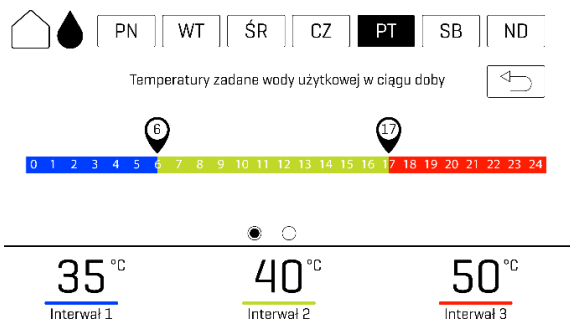 PN WT ŚR CZ PT SB ND
Temperatury zadane wody użytkowej w ciągu doby
6 17
0 1 2 3 4 5 6 7 8 9 10 11 12 13 14 15 16 17 18 19 20 21 22 23 24
35°C 40°C 50°C
Interwał 1 Interwał 2 Interwał 3